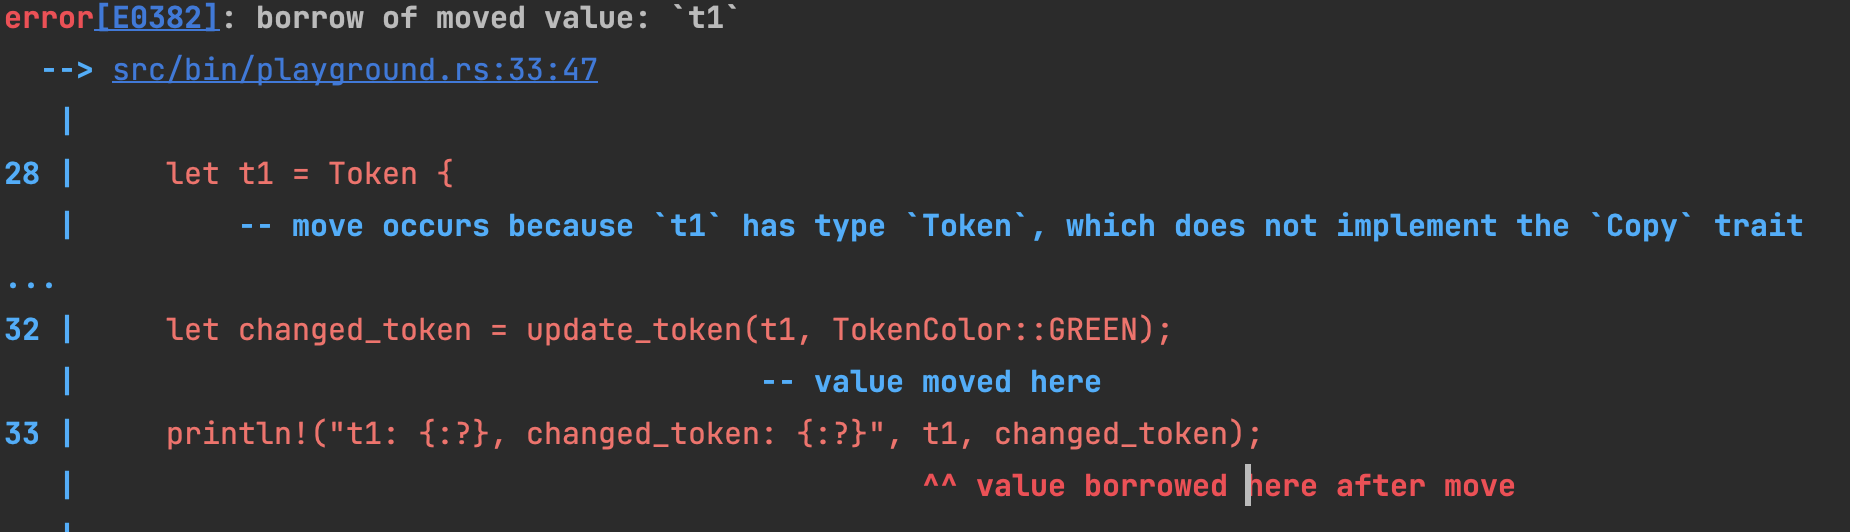 error[E0382]: borrow of moved value: `t1`
  --> src/bin/playground.rs:33:47
   |
28 |     let t1 = Token {
   |         -- move occurs because `t1` has type `Token`, which does not implement the `Copy` trait
...
32 |     let changed_token = update_token(t1, TokenColor::GREEN);
   |                                      -- value moved here
33 |     println!("t1: {:?}, changed_token: {:?}", t1, changed_token);
   |                                               ^^ value borrowed here after move
   |